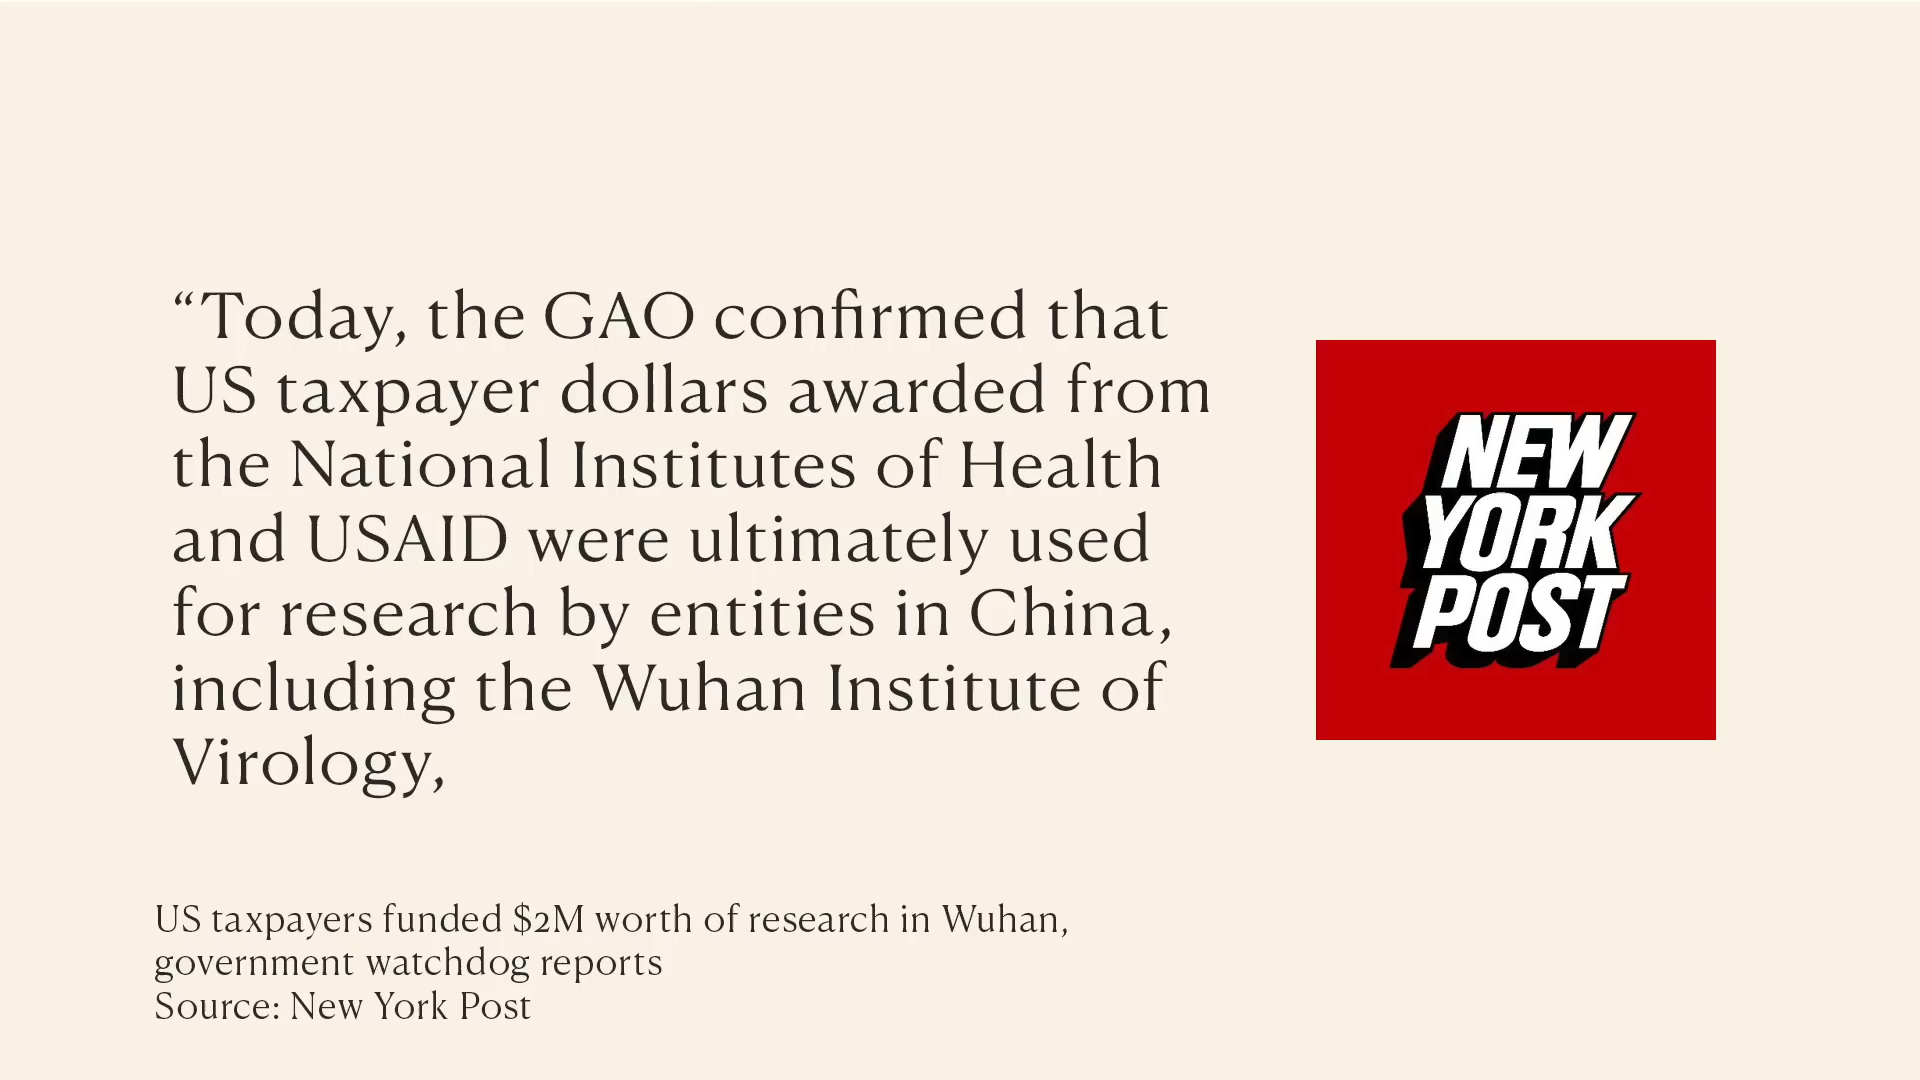 “Today, the GAO confirmed that
US taxpayer dollars awarded from
the National Institutes of Health
and USAID were ultimately used
for research by entities in China,
including the Wuhan Institute of
Virology,
NEW
YORK
POST
US taxpayers funded $2M worth of research in Wuhan,
government watchdog reports
Source: New York Post